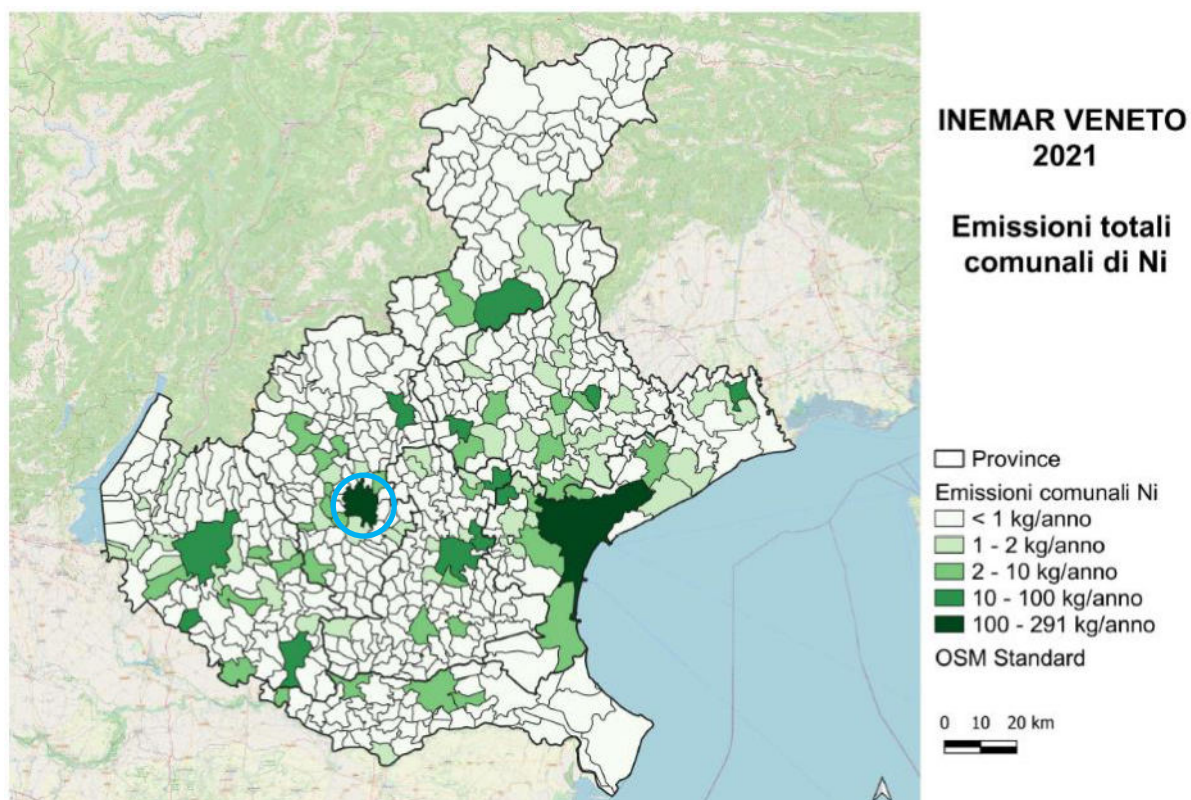 INEMAR VENETO
2021
Emissioni totali
comunali di Ni
Province
Emissioni comunali Ni
< 1 kg/anno
1 - 2 kg/anno
2 - 10 kg/anno
10 - 100 kg/anno
100 - 291 kg/anno
OSM Standard
0 10 20 km